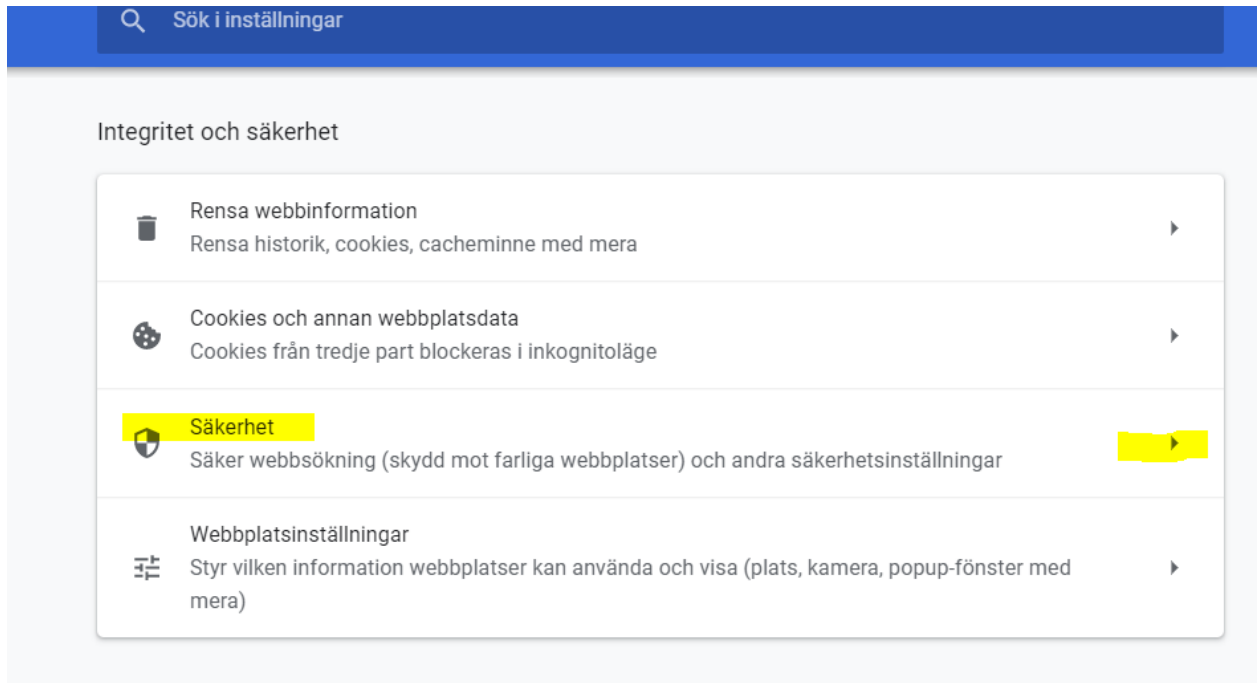 Sök i inställningar
Integritet och säkerhet
Rensa webbinformation
Rensa historik, cookies, cacheminne med mera
Cookies och annan webbplatsdata
Cookies från tredje part blockeras i inkognitoläge
Säkerhet
Säker webbsökning (skydd mot farliga webbplatser) och andra säkerhetsinställningar
Webbplatsinställningar
Styr vilken information webbplatser kan använda och visa (plats, kamera, popup-fönster med
mera)